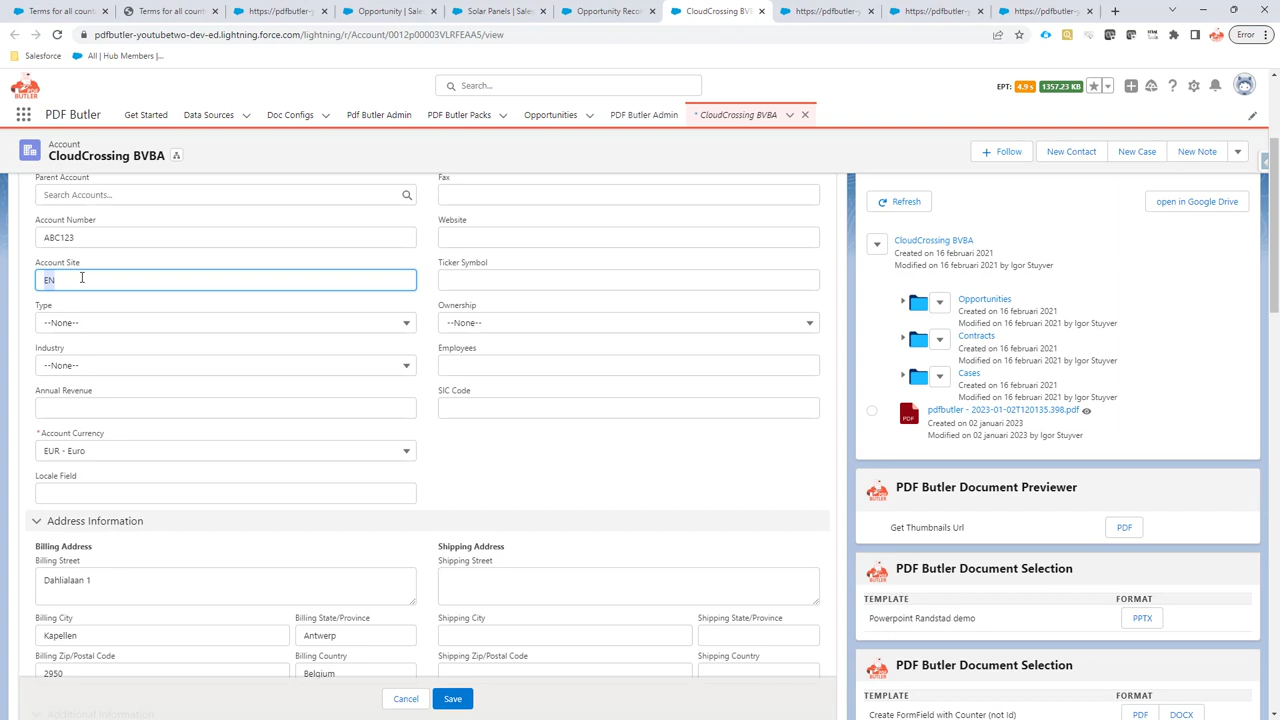 Terms for all count
Terms for all count
https://pdfbutler-y
Opportunity | Sale
Solar Panels | Sale
Opportunity Reco
CloudCrossing BV
https://pdfbutler-y
https://pdfbutler-y
https://pdfbutler-y
pdfbutler-youtubetwo-dev-ed.lightning.force.com/lightning/r/Account/0012p00003VLRFEAA5/view
Error
Salesforce
All | Hub Members |...
Search...
EPT: 4.9 s 1357.23 KB
PDF Butler
Get Started
Data Sources
Doc Configs
Pdf Butler Admin
PDF Butler Packs
Opportunities
PDF Butler Admin
* CloudCrossing BVBA
Account
CloudCrossing BVBA
Follow
New Contact
New Case
New Note
Parent Account
Search Accounts...
Fax
Account Number
ABC123
Website
Account Site
EN
Ticker Symbol
Type
--None--
Ownership
--None--
Industry
--None--
Employees
Annual Revenue
SIC Code
* Account Currency
EUR - Euro
Locale Field
Address Information
Billing Address
Shipping Address
Billing Street
Dahlialaan 1
Shipping Street
Billing City
Kapellen
Billing State/Province
Antwerp
Shipping City
Shipping State/Province
Billing Zip/Postal Code
2950
Billing Country
Belgium
Shipping Zip/Postal Code
Shipping Country
Cancel
Save
Additional Information
Refresh
open in Google Drive
CloudCrossing BVBA
Created on 16 februari 2021
Modified on 16 februari 2021 by Igor Stuyver
Opportunities
Created on 16 februari 2021
Modified on 16 februari 2021 by Igor Stuyver
Contracts
Created on 16 februari 2021
Modified on 16 februari 2021 by Igor Stuyver
Cases
Created on 16 februari 2021
Modified on 16 februari 2021 by Igor Stuyver
PDF
pdfbutler - 2023-01-02T120135.398.pdf
Created on 02 januari 2023
Modified on 02 januari 2023 by Igor Stuyver
PDF Butler Document Previewer
Get Thumbnails Url
PDF
PDF Butler Document Selection
TEMPLATE FORMAT
Powerpoint Randstad demo
PPTX
PDF Butler Document Selection
TEMPLATE FORMAT
Create FormField with Counter (not Id)
PDF
DOCX